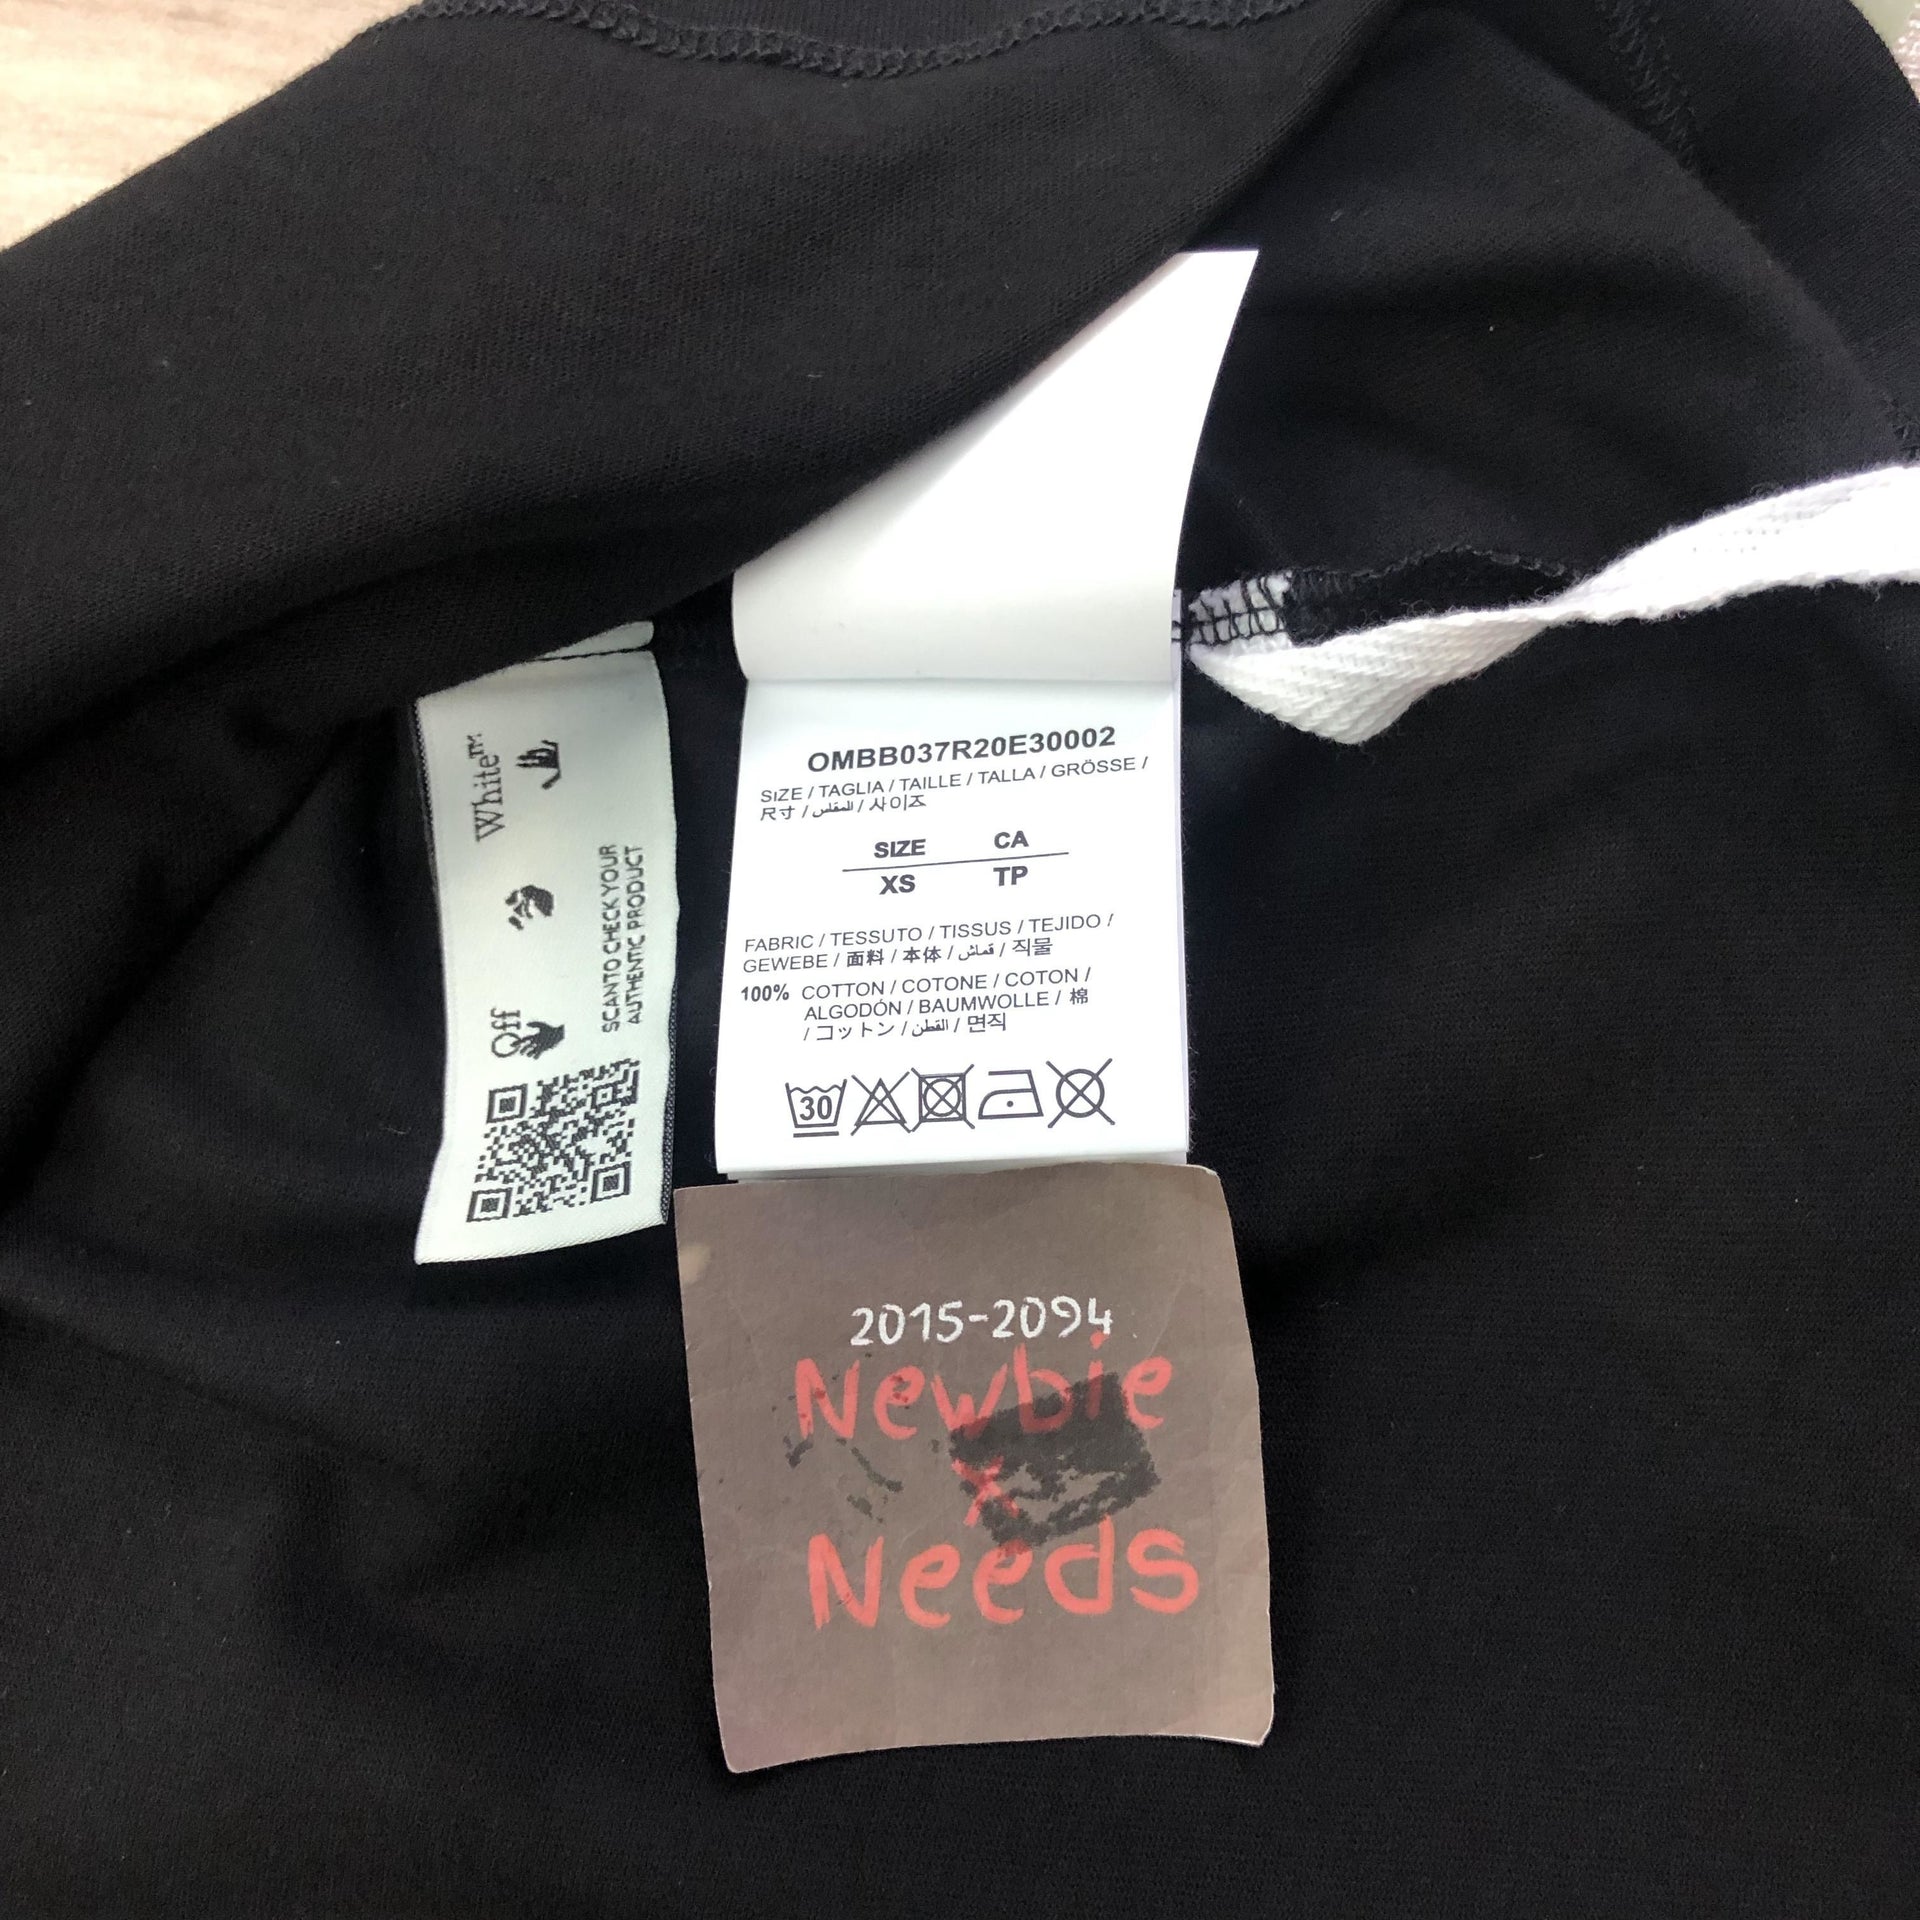 Off White™
SCAN TO CHECK YOUR
AUTHENTIC PRODUCT
OMBB037R20E30002
SIZE / TAGLIA / TAILLE / TALLA / GRÖSSE /
尺寸 / المقاس / 사이즈
SIZE CA
XS TP
FABRIC / TESSUTO / TISSUS / TEJIDO /
GEWEBE / 面料 / 本体 / قماش / 직물
100% COTTON / COTONE / COTON /
ALGODÓN / BAUMWOLLE / 棉
/ コットン / القطن / 면직
30
2015-2094
Newbie
x
Needs